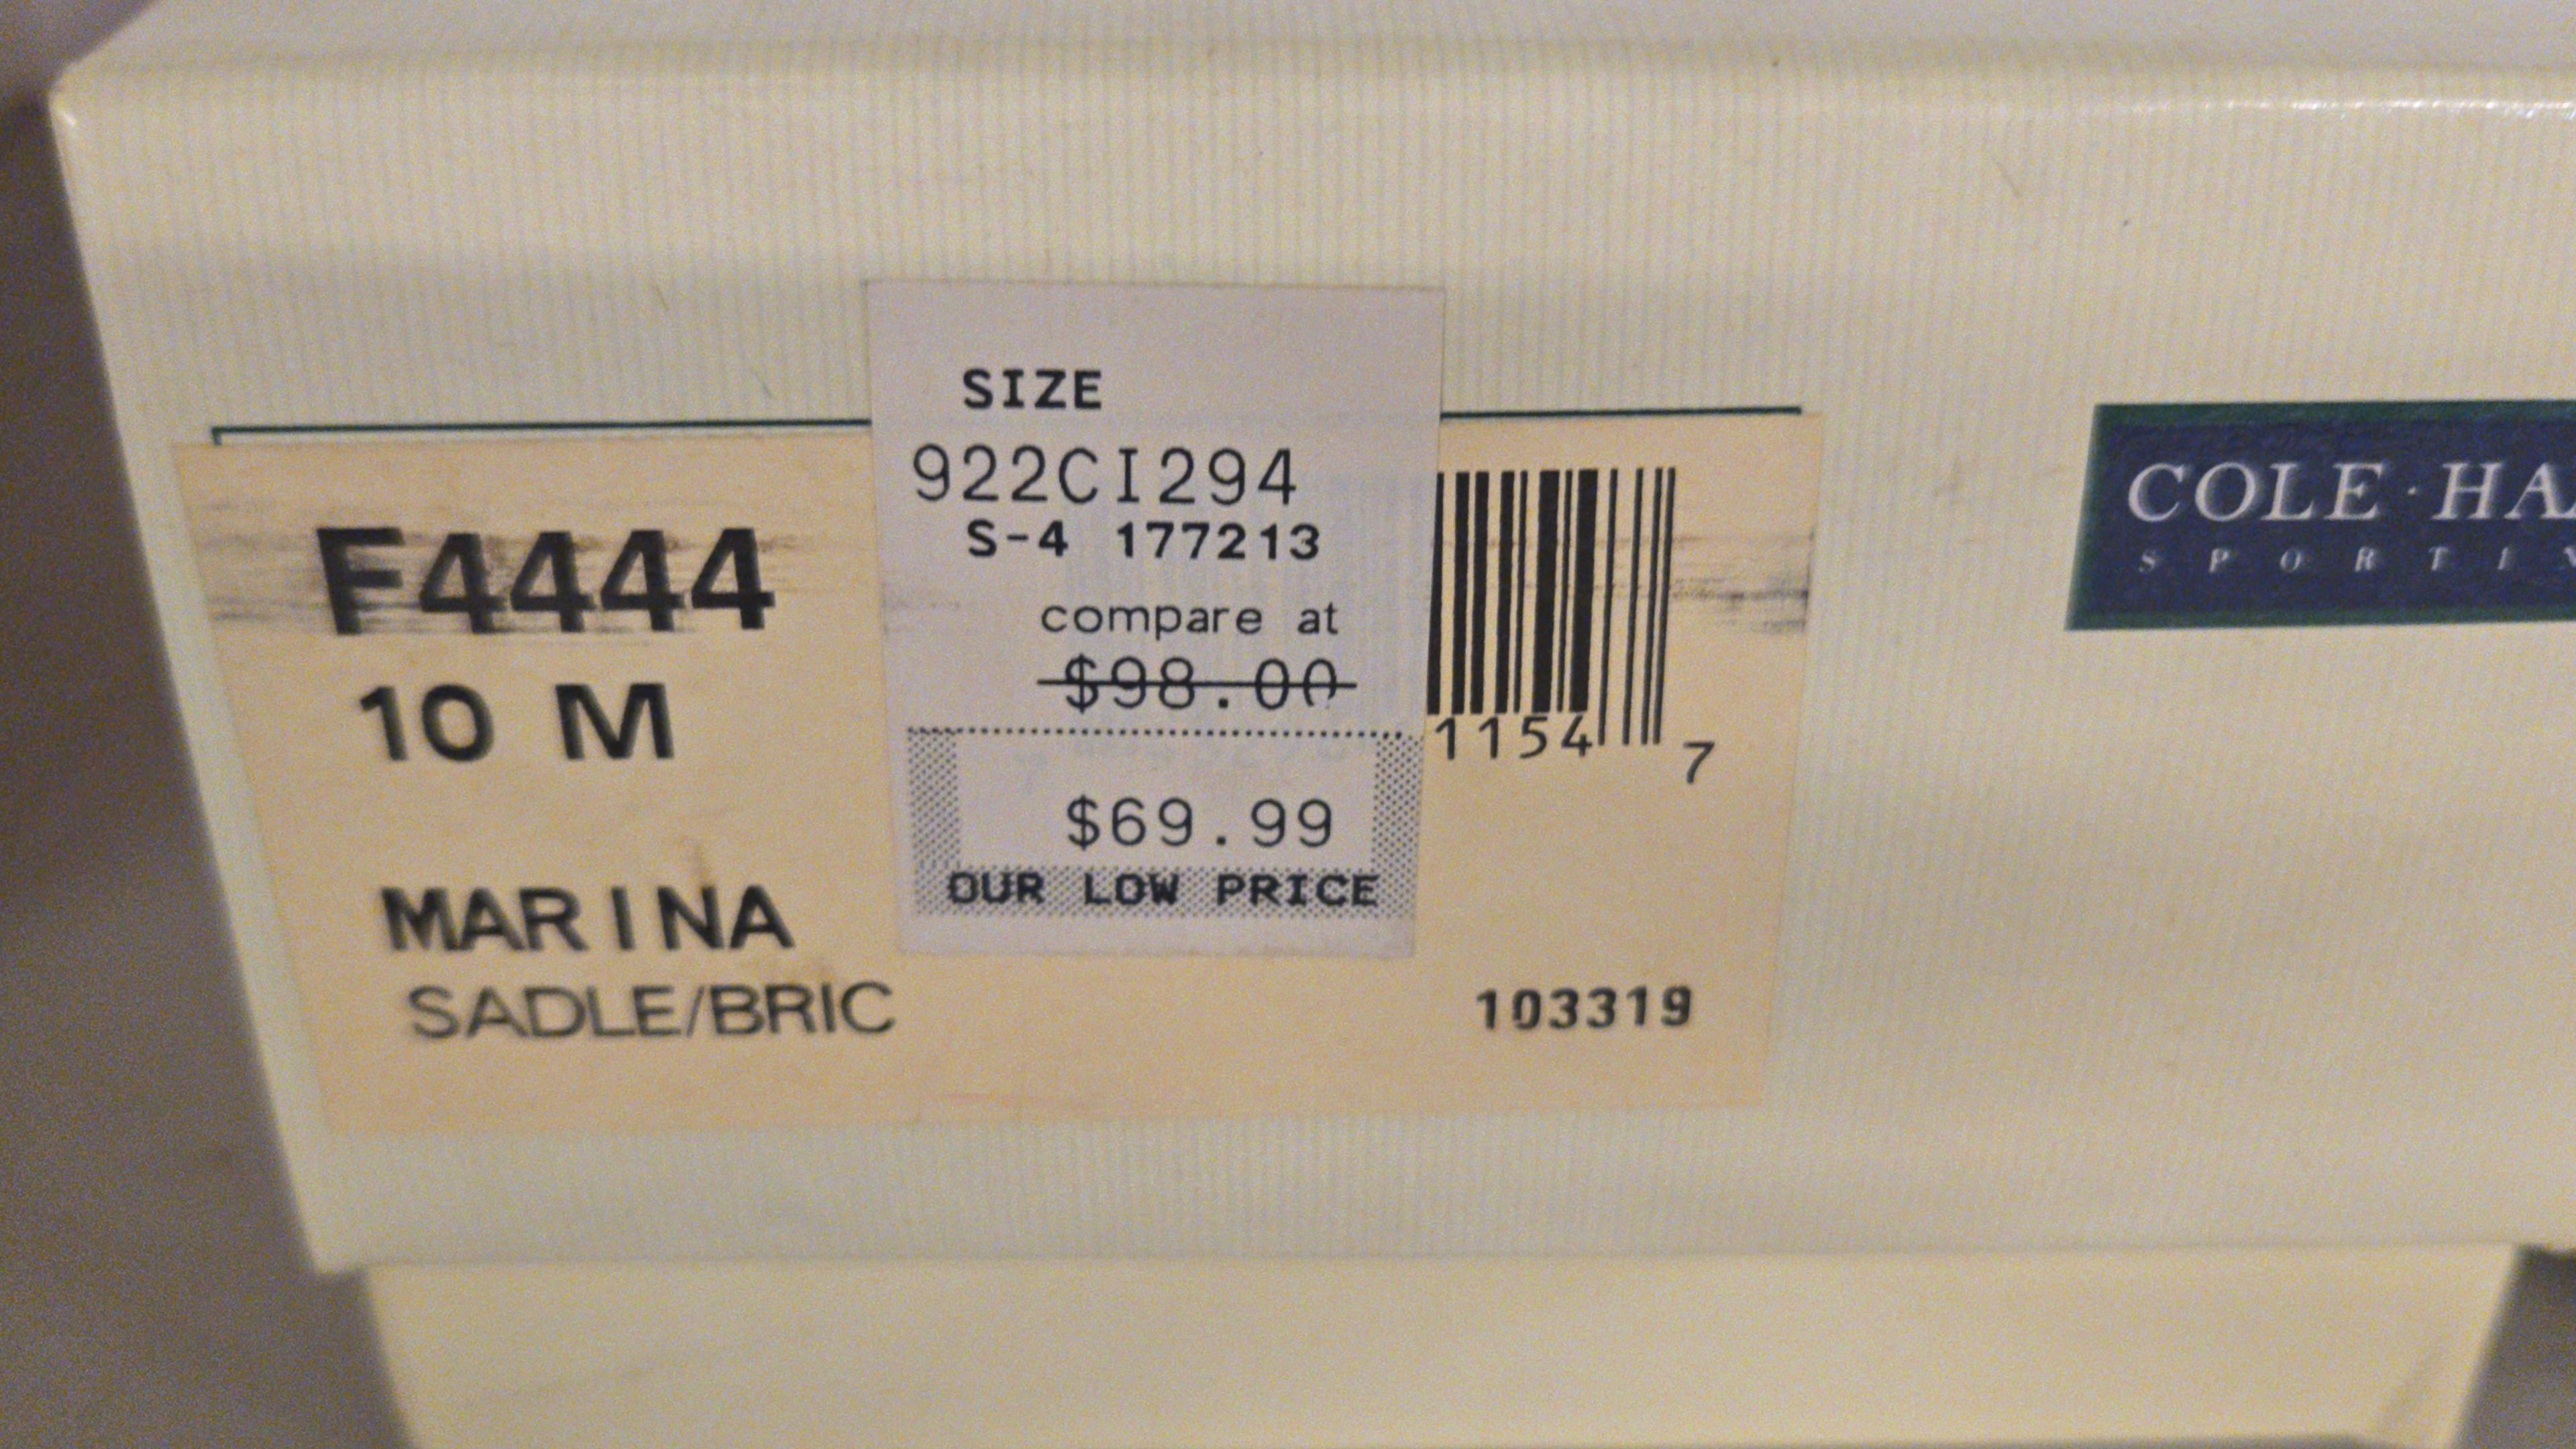 F4444
10 M
MARINA
SADLE/BRIC
SIZE
922CI294
S-4 177213
compare at
$98.00
$69.99
OUR LOW PRICE
1154 7
103319
COLE·HA
SPORTI